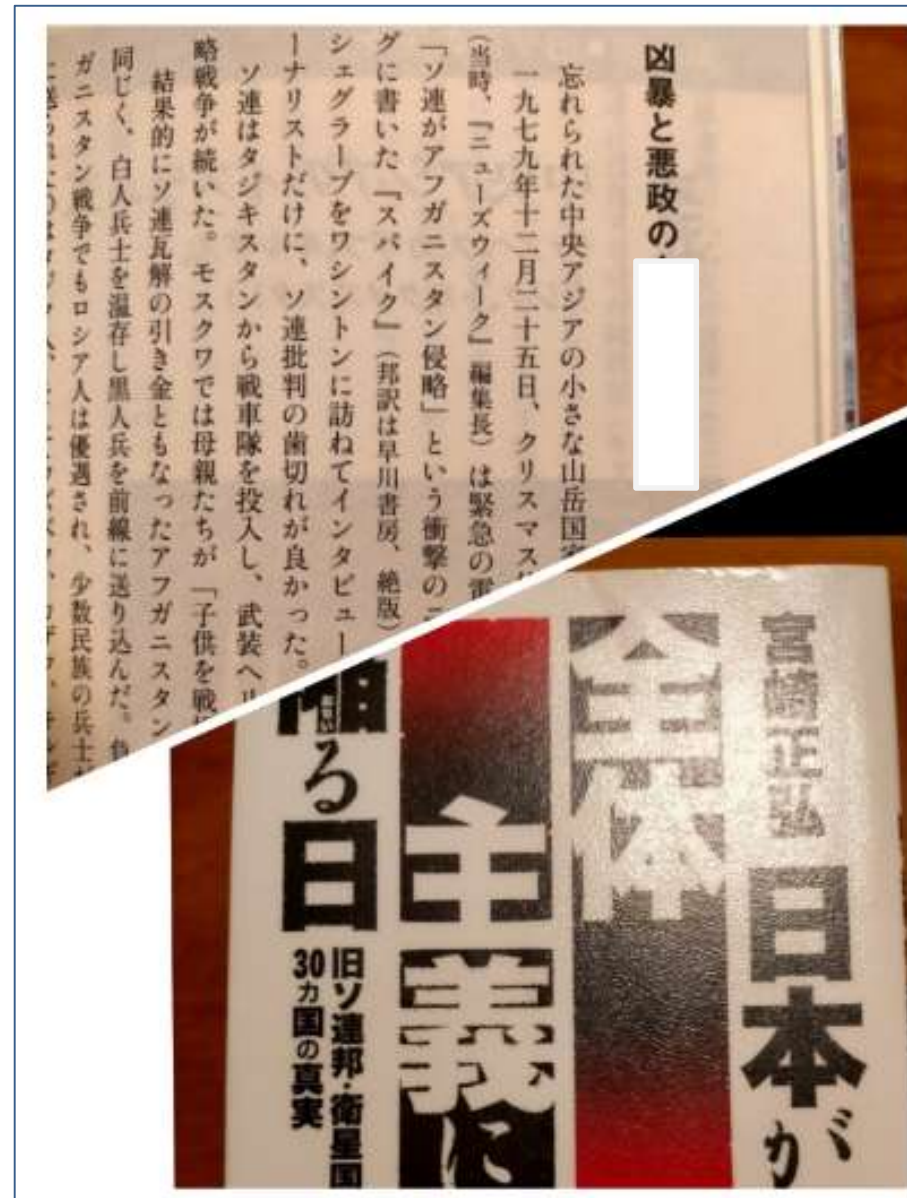 凶暴と悪政の
忘れられた中央アジアの小さな山岳国家
一九七九年十二月二十五日、クリスマス
(当時、『ニューズウィーク』編集長)は緊急の電
「ソ連がアフガニスタン侵略」という衝撃の
グに書いた『スパイク』(邦訳は早川書房、絶版)
シェグラーブをワシントンに訪ねてインタビュー
ーナリストだけに、ソ連批判の歯切れが良かった。
ソ連はタジキスタンから戦車隊を投入し、武装ヘリ
略戦争が続いた。モスクワでは母親たちが「子供を戦
結果的にソ連瓦解の引き金ともなったアフガニスタン
同じく、白人兵士を温存し黒人兵を前線に送り込んだ。
ガニスタン戦争でもロシア人は優遇され、少数民族の兵士
宮崎正弘
日本が
全体
主義に
陥る日
旧ソ連邦・衛星国
30カ国の真実